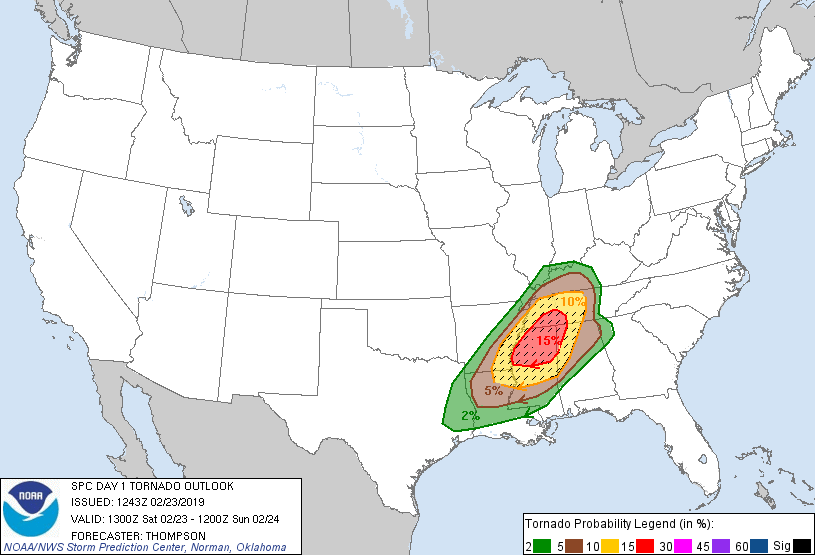 10%
15%
5%
2%
NOAA
SPC DAY 1 TORNADO OUTLOOK
ISSUED: 1243Z 02/23/2019
VALID: 1300Z Sat 02/23 - 1200Z Sun 02/24
FORECASTER: THOMPSON
NOAA/NWS Storm Prediction Center, Norman, Oklahoma
Tornado Probability Legend (in %):
2 5 10 15 30 45 60 Sig